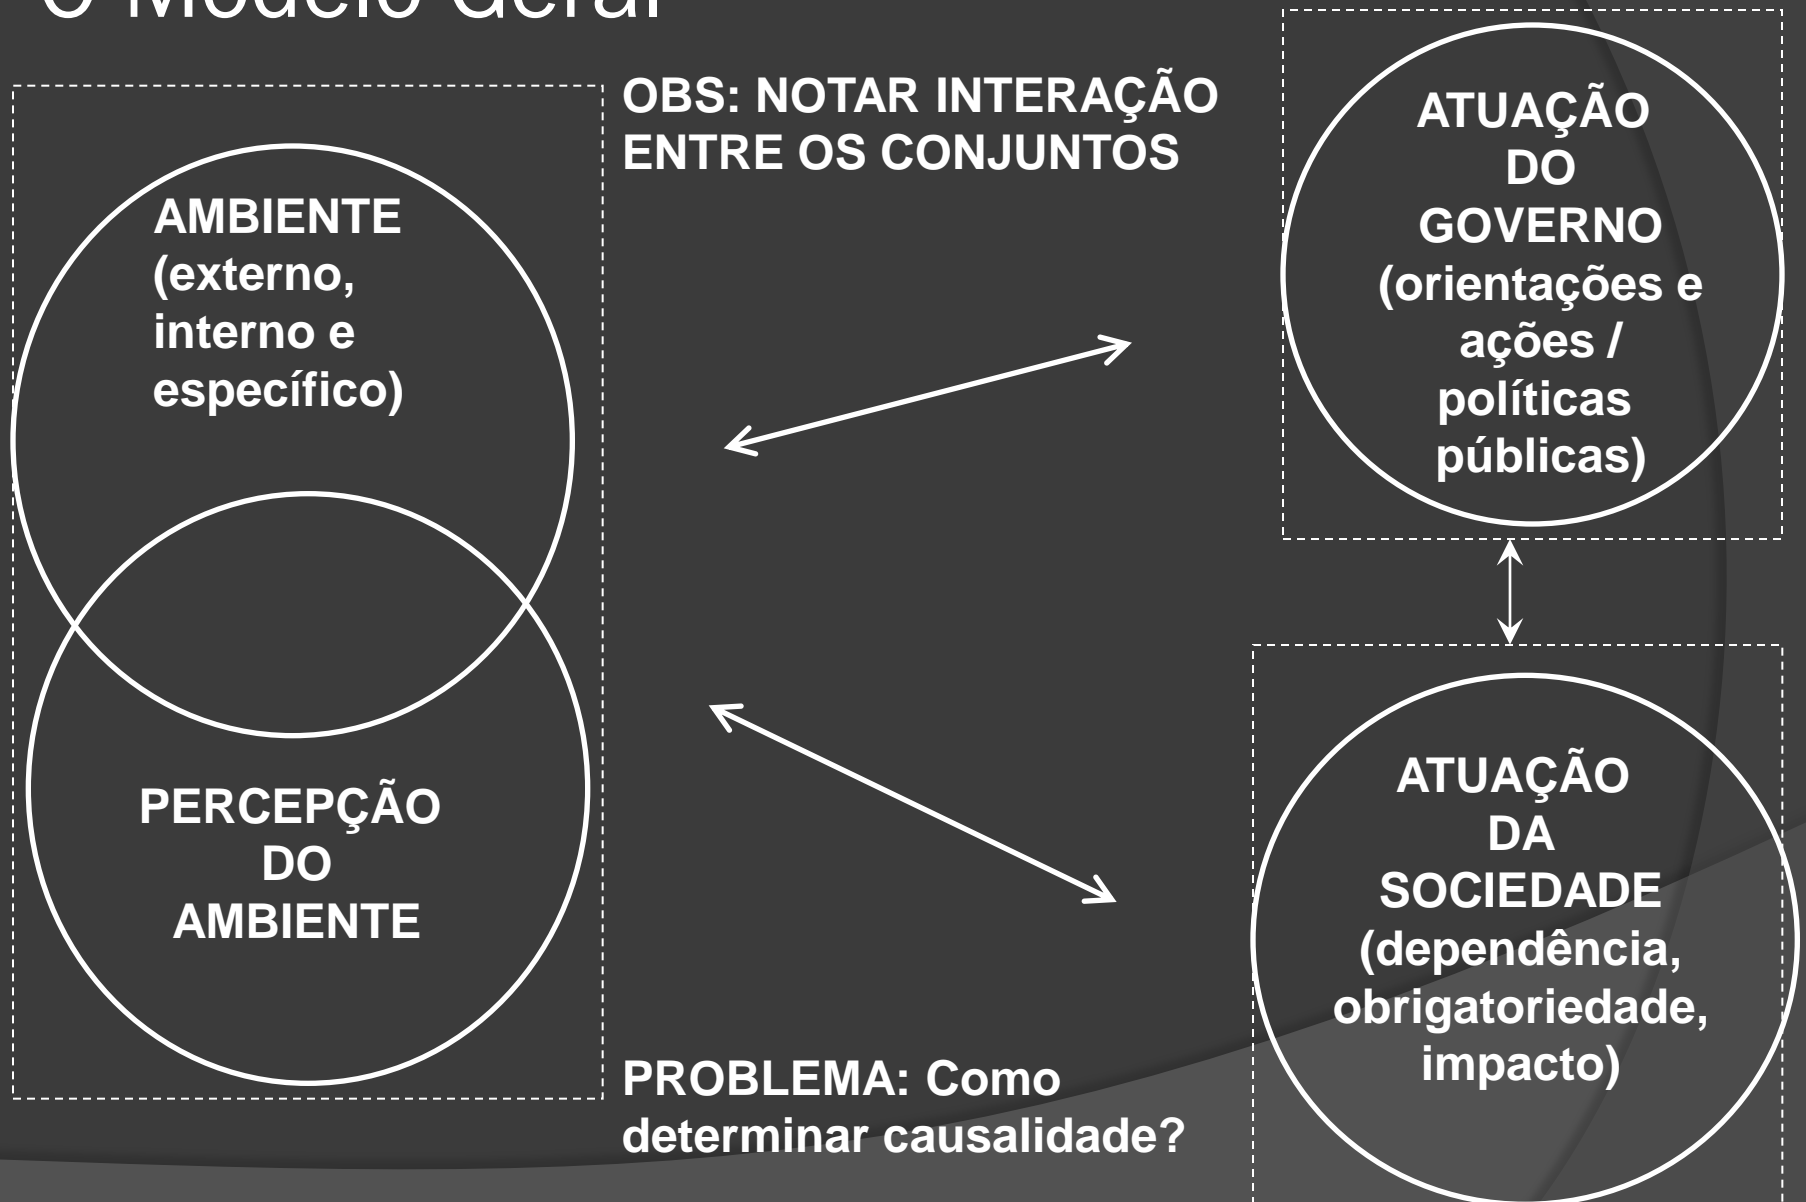 O Modelo Geral
OBS: NOTAR INTERAÇÃO
ENTRE OS CONJUNTOS
AMBIENTE
(externo,
interno e
específico)
PERCEPÇÃO
DO
AMBIENTE
ATUAÇÃO
DO
GOVERNO
(orientações e
ações /
políticas
públicas)
ATUAÇÃO
DA
SOCIEDADE
(dependência,
obrigatoriedade,
impacto)
PROBLEMA: Como
determinar causalidade?